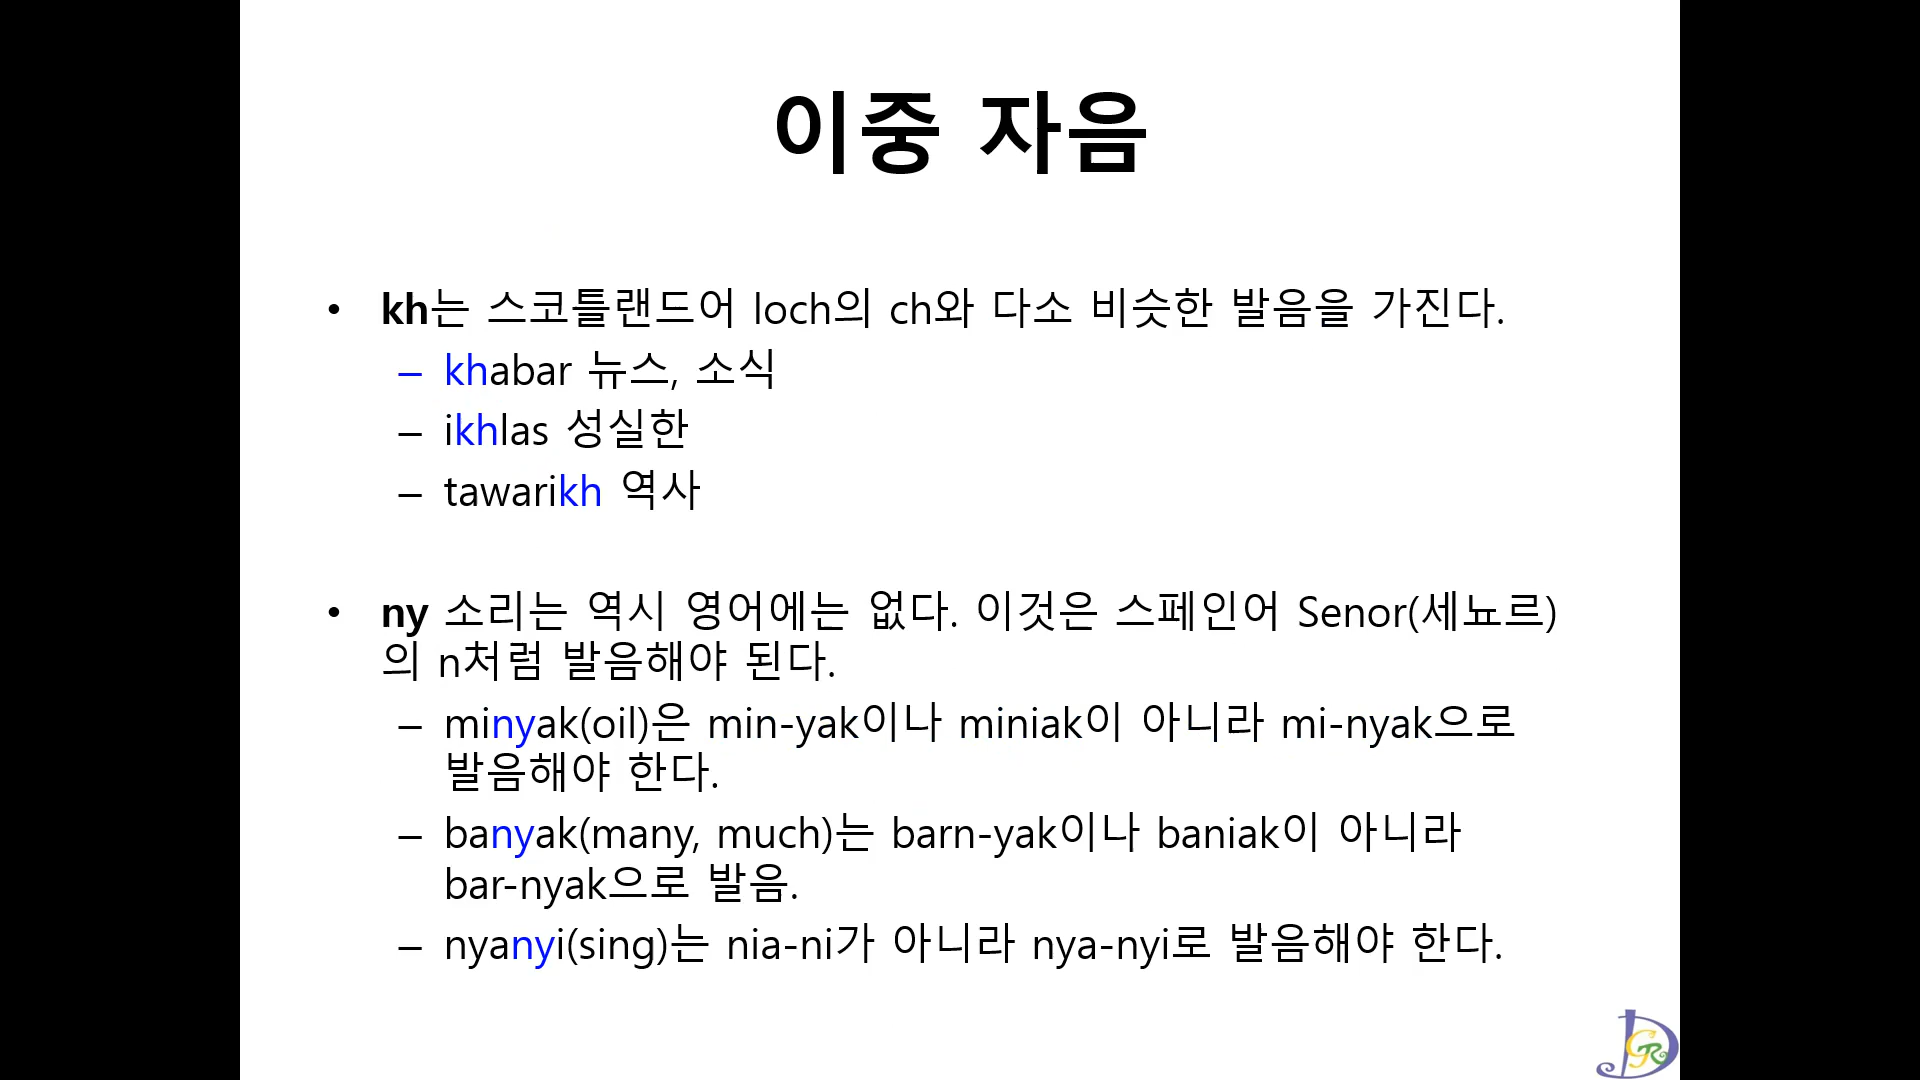 이중 자음
• kh는 스코틀랜드어 loch의 ch와 다소 비슷한 발음을 가진다.
– khabar 뉴스, 소식
– ikhlas 성실한
– tawarikh 역사
• ny 소리는 역시 영어에는 없다. 이것은 스페인어 Senor(세뇨르)
의 n처럼 발음해야 된다.
– minyak(oil)은 min-yak이나 miniak이 아니라 mi-nyak으로
발음해야 한다.
– banyak(many, much)는 barn-yak이나 baniak이 아니라
bar-nyak으로 발음.
– nyanyi(sing)는 nia-ni가 아니라 nya-nyi로 발음해야 한다.